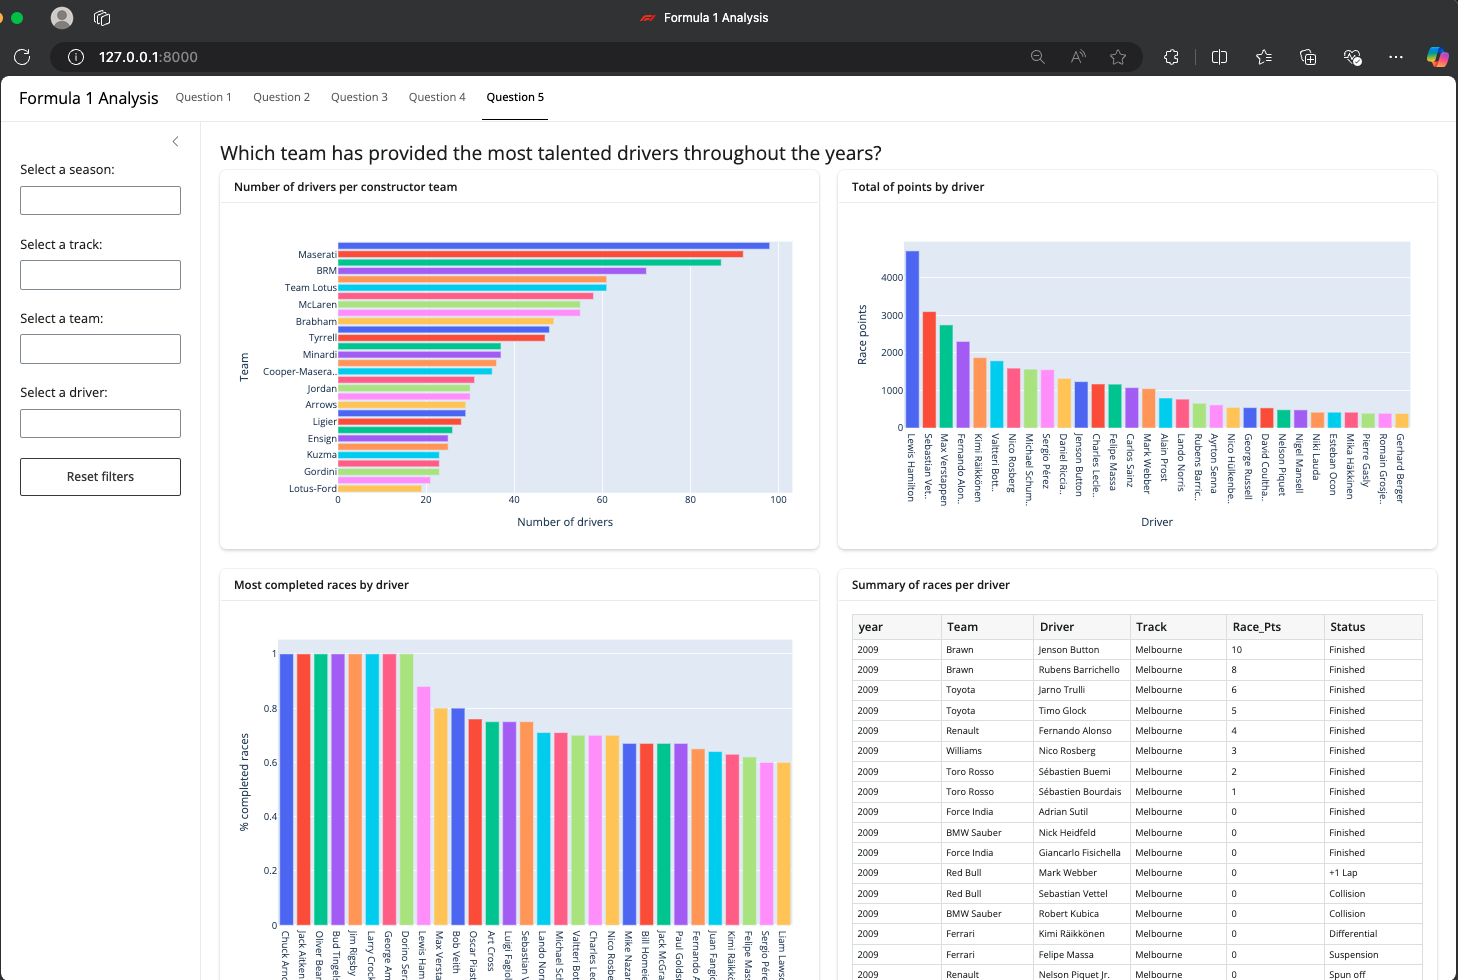 Formula 1 Analysis
127.0.0.1:8000
Formula 1 Analysis
Question 1
Question 2
Question 3
Question 4
Question 5
Select a season:
Select a track:
Select a team:
Select a driver:
Reset filters
Which team has provided the most talented drivers throughout the years?
Number of drivers per constructor team
Team
Maserati
BRM
Team Lotus
McLaren
Brabham
Tyrrell
Minardi
Cooper-Masera..
Jordan
Arrows
Ligier
Ensign
Kuzma
Gordini
Lotus-Ford
0 20 40 60 80 100
Number of drivers
Total of points by driver
Race points
4000
3000
2000
1000
0
Lewis Hamilton
Sebastian Vet..
Max Verstappen
Fernando Alon..
Kimi Räikkönen
Valtteri Bott..
Nico Rosberg
Michael Schum..
Sergio Pérez
Daniel Riccia..
Jenson Button
Charles Lecle..
Felipe Massa
Carlos Sainz
Mark Webber
Alain Prost
Lando Norris
Rubens Barric..
Ayrton Senna
Nico Hülkenbe..
George Russell
David Coultha..
Nelson Piquet
Nigel Mansell
Niki Lauda
Esteban Ocon
Mika Häkkinen
Pierre Gasly
Romain Grosje..
Gerhard Berger
Driver
Most completed races by driver
% completed races
1
0.8
0.6
0.4
0.2
0
Chuck Arno
Jack Aitken
Oliver Bear
Bud Tingel
Jim Rigsby
Larry Crock
George Am
Dorino Ser
Lewis Ham
Max Versta
Bob Veith
Oscar Piast
Art Cross
Luigi Fagiol
Sebastian V
Lando Nor
Michael Sc
Valtteri Bot
Charles Le
Nico Rosbe
Mike Nazar
Bill Homeie
Jack McGra
Paul Golds
Fernando A
Juan Fangi
Kimi Räikk
Felipe Mas
Sergio Pére
Liam Laws
Summary of races per driver
year Team Driver Track Race_Pts Status
2009 Brawn Jenson Button Melbourne 10 Finished
2009 Brawn Rubens Barrichello Melbourne 8 Finished
2009 Toyota Jarno Trulli Melbourne 6 Finished
2009 Toyota Timo Glock Melbourne 5 Finished
2009 Renault Fernando Alonso Melbourne 4 Finished
2009 Williams Nico Rosberg Melbourne 3 Finished
2009 Toro Rosso Sébastien Buemi Melbourne 2 Finished
2009 Toro Rosso Sébastien Bourdais Melbourne 1 Finished
2009 Force India Adrian Sutil Melbourne 0 Finished
2009 BMW Sauber Nick Heidfeld Melbourne 0 Finished
2009 Force India Giancarlo Fisichella Melbourne 0 Finished
2009 Red Bull Mark Webber Melbourne 0 +1 Lap
2009 Red Bull Sebastian Vettel Melbourne 0 Collision
2009 BMW Sauber Robert Kubica Melbourne 0 Collision
2009 Ferrari Kimi Räikkönen Melbourne 0 Differential
2009 Ferrari Felipe Massa Melbourne 0 Suspension
2009 Renault Nelson Piquet Jr. Melbourne 0 Spun off